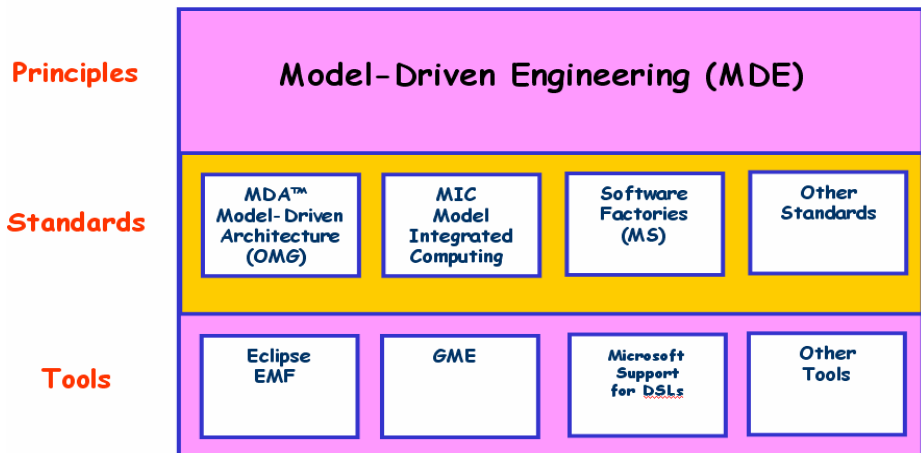 Principles
Model-Driven Engineering (MDE)
Standards
MDA™
Model-Driven
Architecture
(OMG)
MIC
Model
Integrated
Computing
Software
Factories
(MS)
Other
Standards
Tools
Eclipse
EMF
GME
Microsoft
Support
for DSLs
Other
Tools